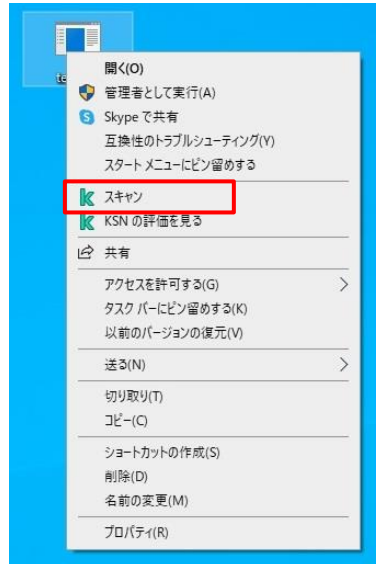 開く(O)
管理者として実行(A)
Skype で共有
互換性のトラブルシューティング(Y)
スタート メニューにピン留めする
スキャン
KSN の評価を見る
共有
アクセスを許可する(G)
タスク バーにピン留めする(K)
以前のバージョンの復元(V)
送る(N)
切り取り(T)
コピー(C)
ショートカットの作成(S)
削除(D)
名前の変更(M)
プロパティ(R)